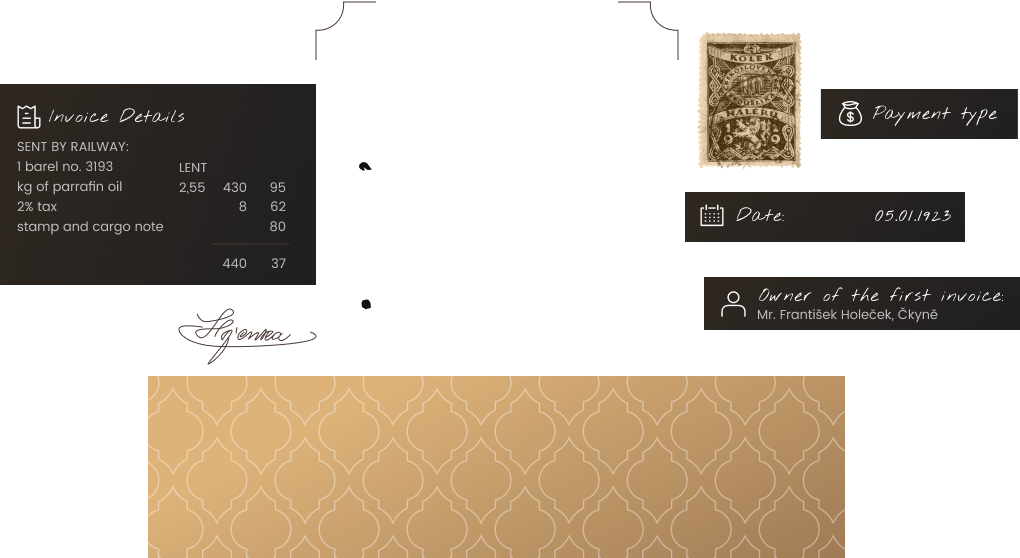 Invoice Details
SENT BY RAILWAY:
1 barel no. 3193 LENT
kg of parrafin oil 2,55 430 95
2% tax 8 62
stamp and cargo note 80
440 37
KOLEK
HALÉŘŮ
Payment type
Date: 05.01.1923
Owner of the first invoice:
Mr. František Holeček, Čkyně